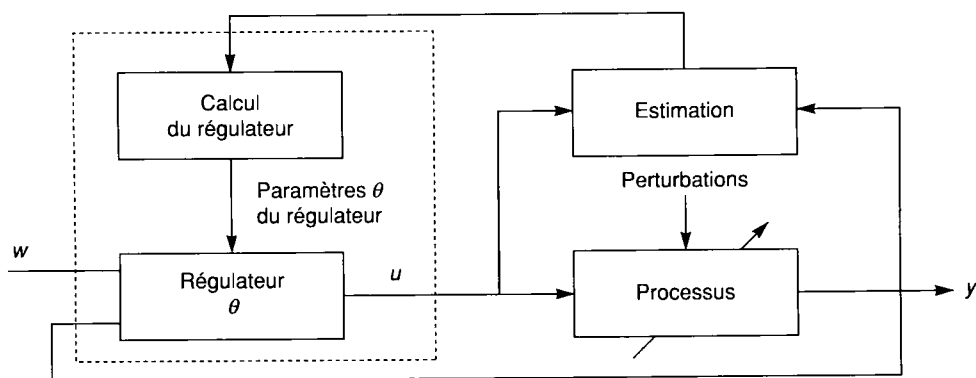 Calcul
du régulateur
Estimation
Paramètres θ
du régulateur
Perturbations
w
Régulateur
θ
u
Processus
y